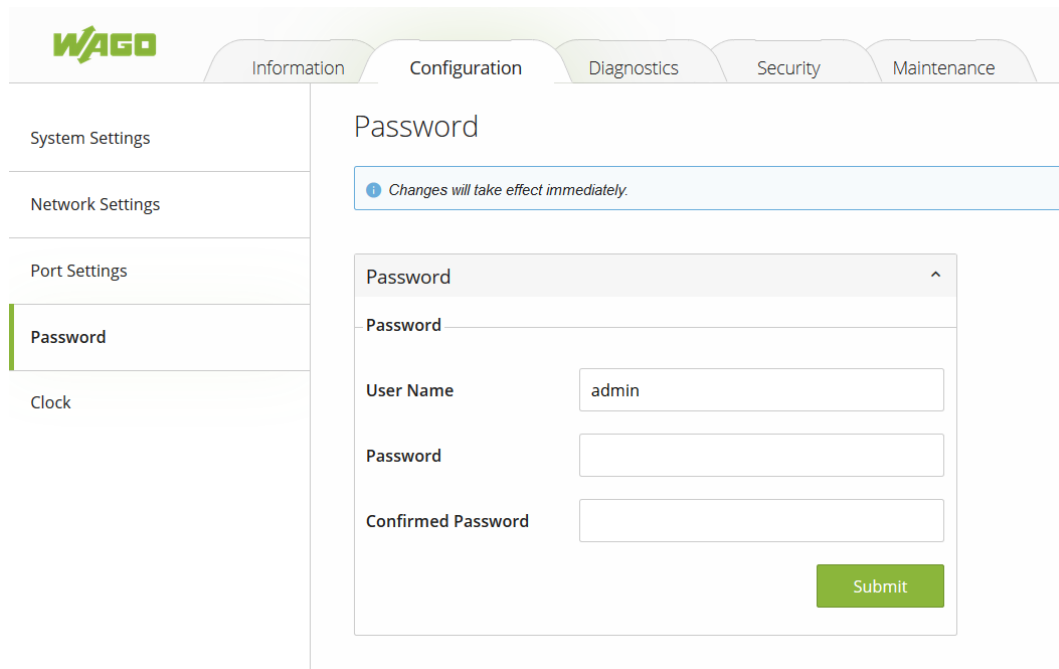 WAGO
Information Configuration Diagnostics Security Maintenance
System Settings
Network Settings
Port Settings
Password
Clock
Password
Changes will take effect immediately.
Password
Password
User Name admin
Password
Confirmed Password
Submit